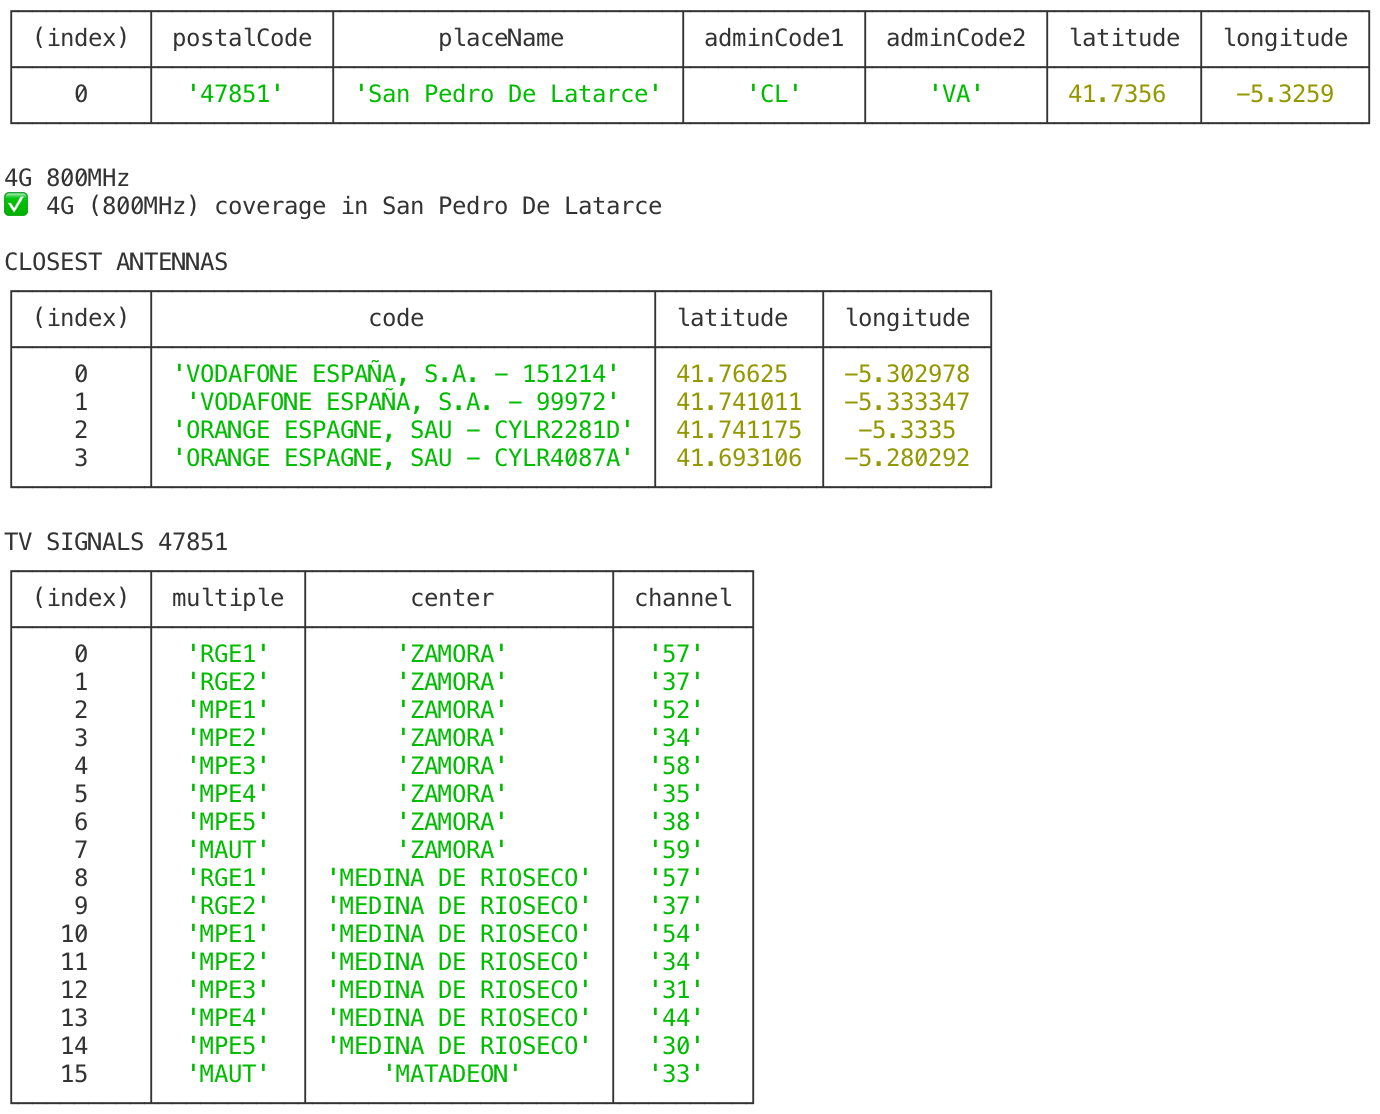 (index) postalCode placeName adminCode1 adminCode2 latitude longitude
0 '47851' 'San Pedro De Latarce' 'CL' 'VA' 41.7356 -5.3259
4G 800MHz
✅ 4G (800MHz) coverage in San Pedro De Latarce
CLOSEST ANTENNAS
(index) code latitude longitude
0 'VODAFONE ESPAÑA, S.A. - 151214' 41.76625 -5.302978
1 'VODAFONE ESPAÑA, S.A. - 99972' 41.741011 -5.333347
2 'ORANGE ESPAGNE, SAU - CYLR2281D' 41.741175 -5.3335
3 'ORANGE ESPAGNE, SAU - CYLR4087A' 41.693106 -5.280292
TV SIGNALS 47851
(index) multiple center channel
0 'RGE1' 'ZAMORA' '57'
1 'RGE2' 'ZAMORA' '37'
2 'MPE1' 'ZAMORA' '52'
3 'MPE2' 'ZAMORA' '34'
4 'MPE3' 'ZAMORA' '58'
5 'MPE4' 'ZAMORA' '35'
6 'MPE5' 'ZAMORA' '38'
7 'MAUT' 'ZAMORA' '59'
8 'RGE1' 'MEDINA DE RIOSECO' '57'
9 'RGE2' 'MEDINA DE RIOSECO' '37'
10 'MPE1' 'MEDINA DE RIOSECO' '54'
11 'MPE2' 'MEDINA DE RIOSECO' '34'
12 'MPE3' 'MEDINA DE RIOSECO' '31'
13 'MPE4' 'MEDINA DE RIOSECO' '44'
14 'MPE5' 'MEDINA DE RIOSECO' '30'
15 'MAUT' 'MATADEON' '33'